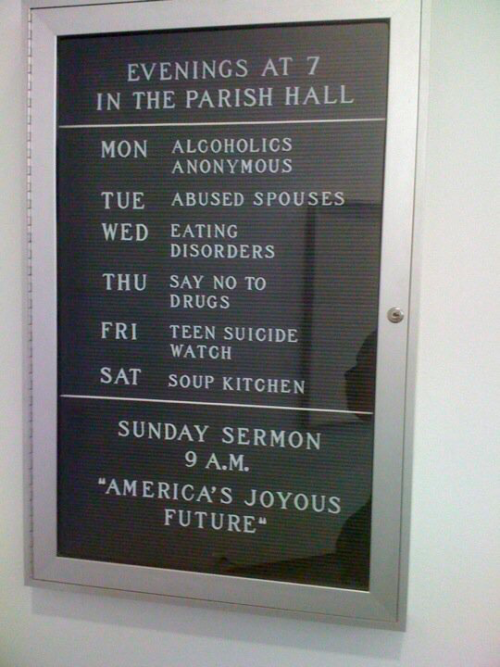 EVENINGS AT 7
IN THE PARISH HALL
MON ALCOHOLICS
ANONYMOUS
TUE ABUSED SPOUSES
WED EATING
DISORDERS
THU SAY NO TO
DRUGS
FRI TEEN SUICIDE
WATCH
SAT SOUP KITCHEN
SUNDAY SERMON
9 A.M.
"AMERICA'S JOYOUS
FUTURE"